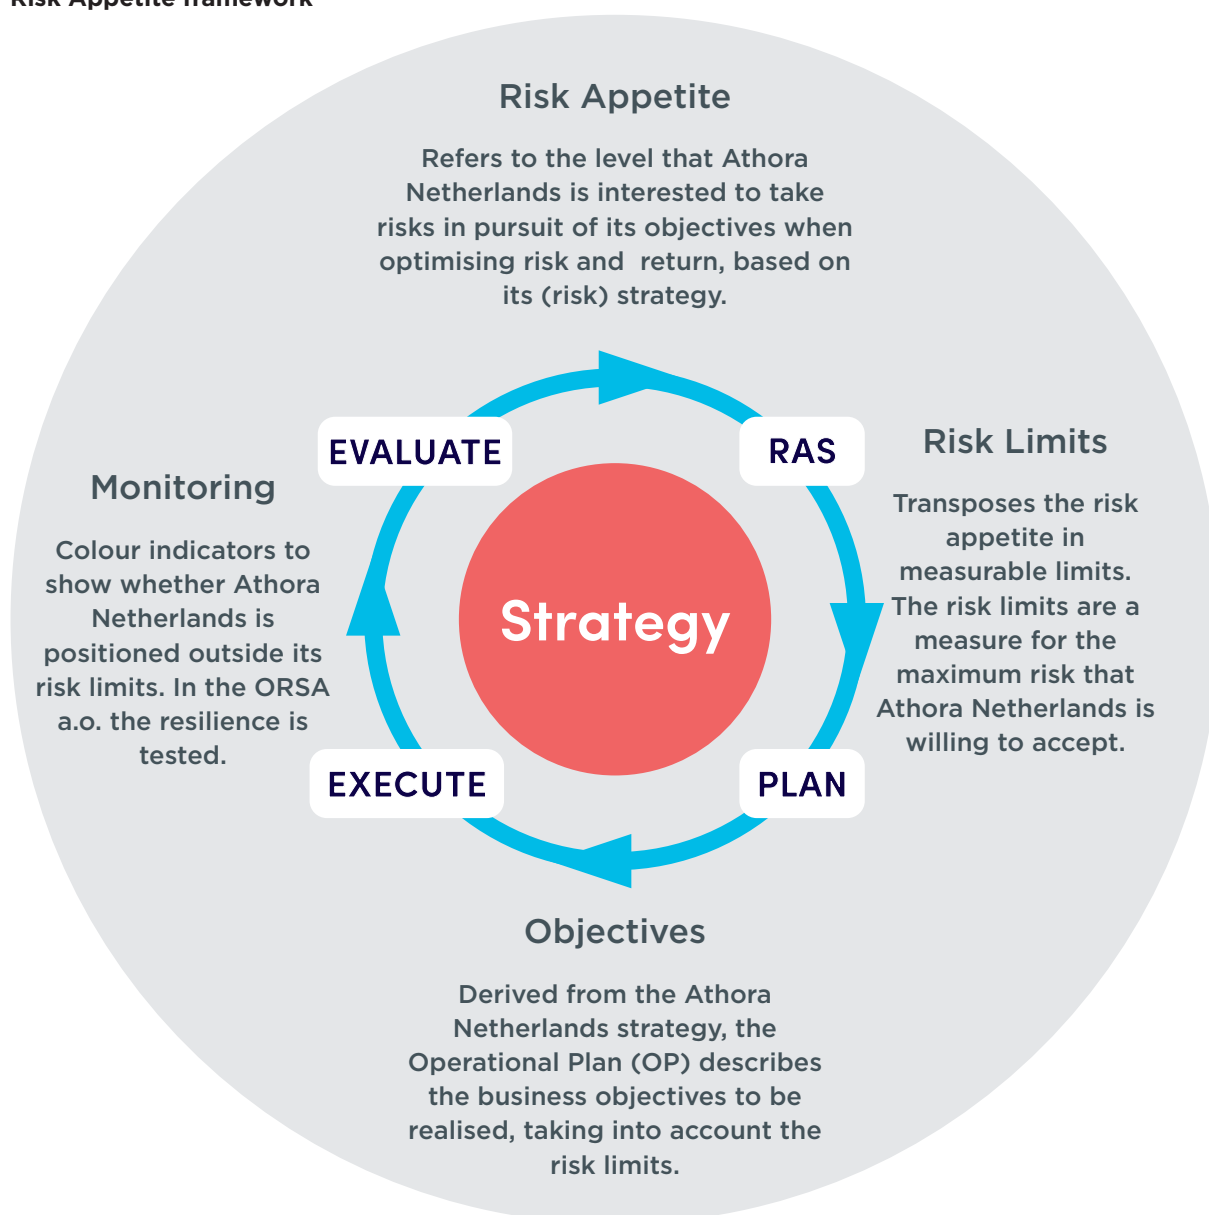 Risk Appetite framework
Risk Appetite
Refers to the level that Athora
Netherlands is interested to take
risks in pursuit of its objectives when
optimising risk and return, based on
its (risk) strategy.
EVALUATE
RAS
Risk Limits
Transposes the risk
appetite in
measurable limits.
The risk limits are a
measure for the
maximum risk that
Athora Netherlands is
willing to accept.
Monitoring
Colour indicators to
show whether Athora
Netherlands is
positioned outside its
risk limits. In the ORSA
a.o. the resilience is
tested.
Strategy
EXECUTE
PLAN
Objectives
Derived from the Athora
Netherlands strategy, the
Operational Plan (OP) describes
the business objectives to be
realised, taking into account the
risk limits.